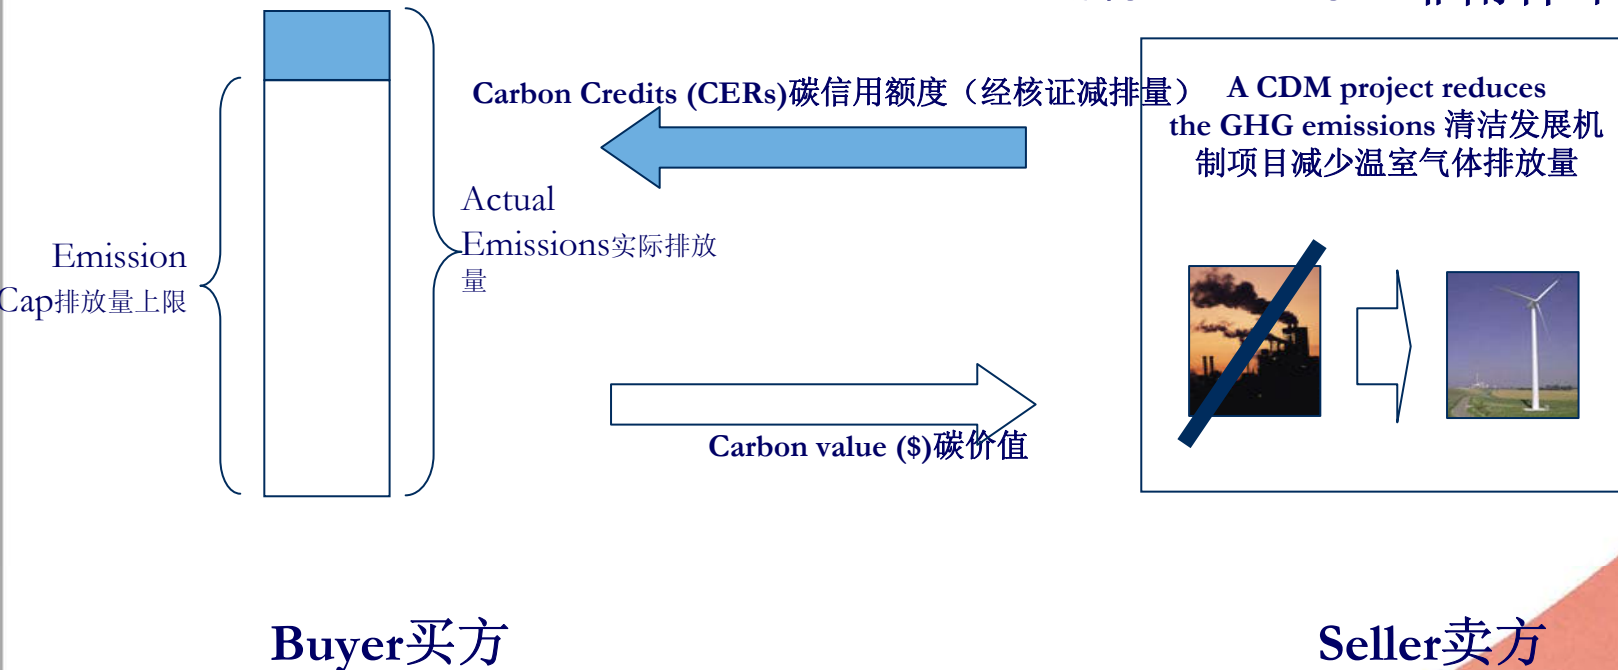 Carbon Credits (CERs)碳信用额度（经核证减排量）
A CDM project reduces
the GHG emissions 清洁发展机
制项目减少温室气体排放量
Actual
Emissions实际排放
量
Emission
Cap排放量上限
Carbon value ($)碳价值
Buyer买方
Seller卖方